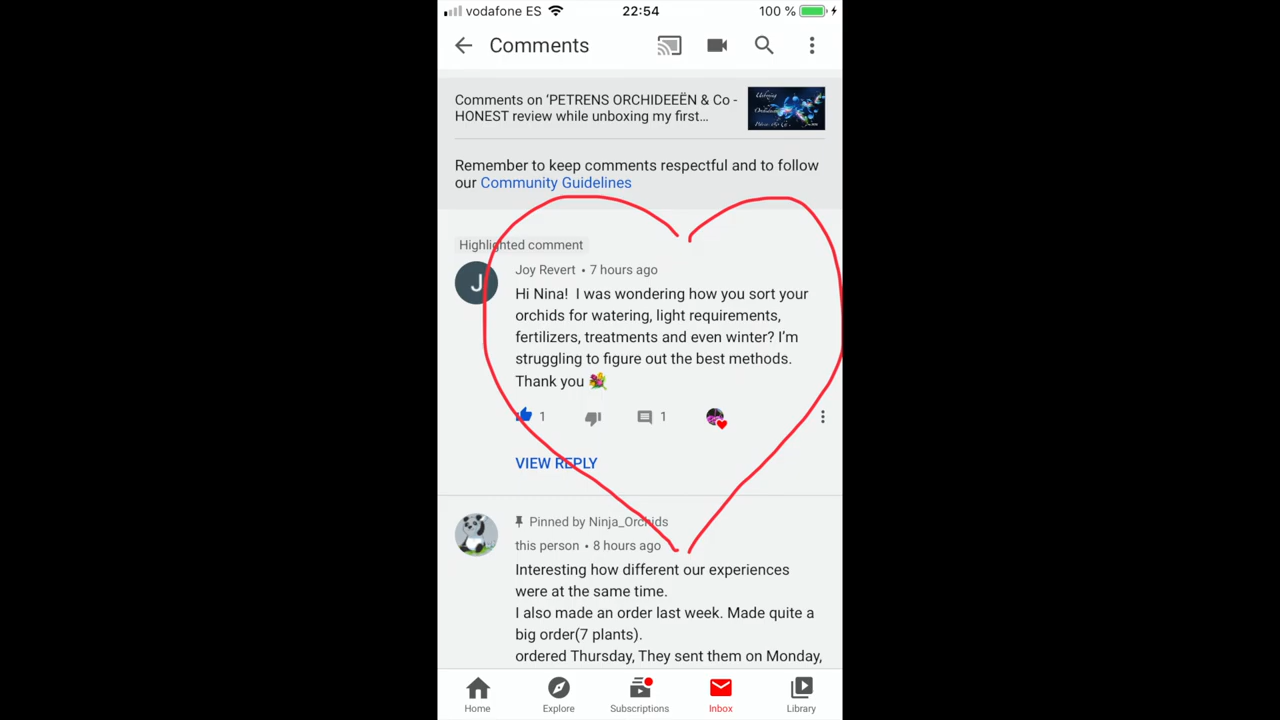 vodafone ES 22:54 100 %
Comments
Comments on ‘PETRENS ORCHIDEEËN & Co -
HONEST review while unboxing my first…
Remember to keep comments respectful and to follow
our Community Guidelines
Highlighted comment
J
Joy Revert • 7 hours ago
Hi Nina!  I was wondering how you sort your
orchids for watering, light requirements,
fertilizers, treatments and even winter? I’m
struggling to figure out the best methods.
Thank you 💐
1 1
VIEW REPLY
Pinned by Ninja_Orchids
this person • 8 hours ago
Interesting how different our experiences
were at the same time.
I also made an order last week. Made quite a
big order(7 plants).
ordered Thursday, They sent them on Monday,
Home Explore Subscriptions Inbox Library